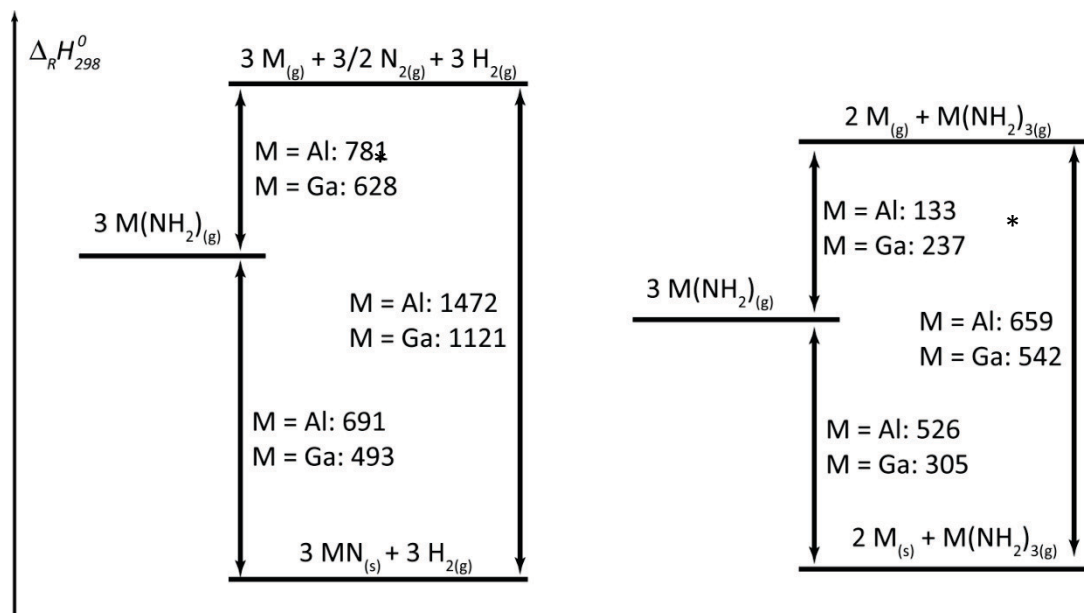 Δ_R H⁰₂₉₈
3 M₍g₎ + 3/2 N₂₍g₎ + 3 H₂₍g₎
M = Al: 781
*
M = Ga: 628
3 M(NH₂)₍g₎
M = Al: 1472
M = Ga: 1121
M = Al: 691
M = Ga: 493
3 MN₍s₎ + 3 H₂₍g₎
2 M₍g₎ + M(NH₂)₃₍g₎
M = Al: 133
*
M = Ga: 237
3 M(NH₂)₍g₎
M = Al: 659
M = Ga: 542
M = Al: 526
M = Ga: 305
2 M₍s₎ + M(NH₂)₃₍g₎